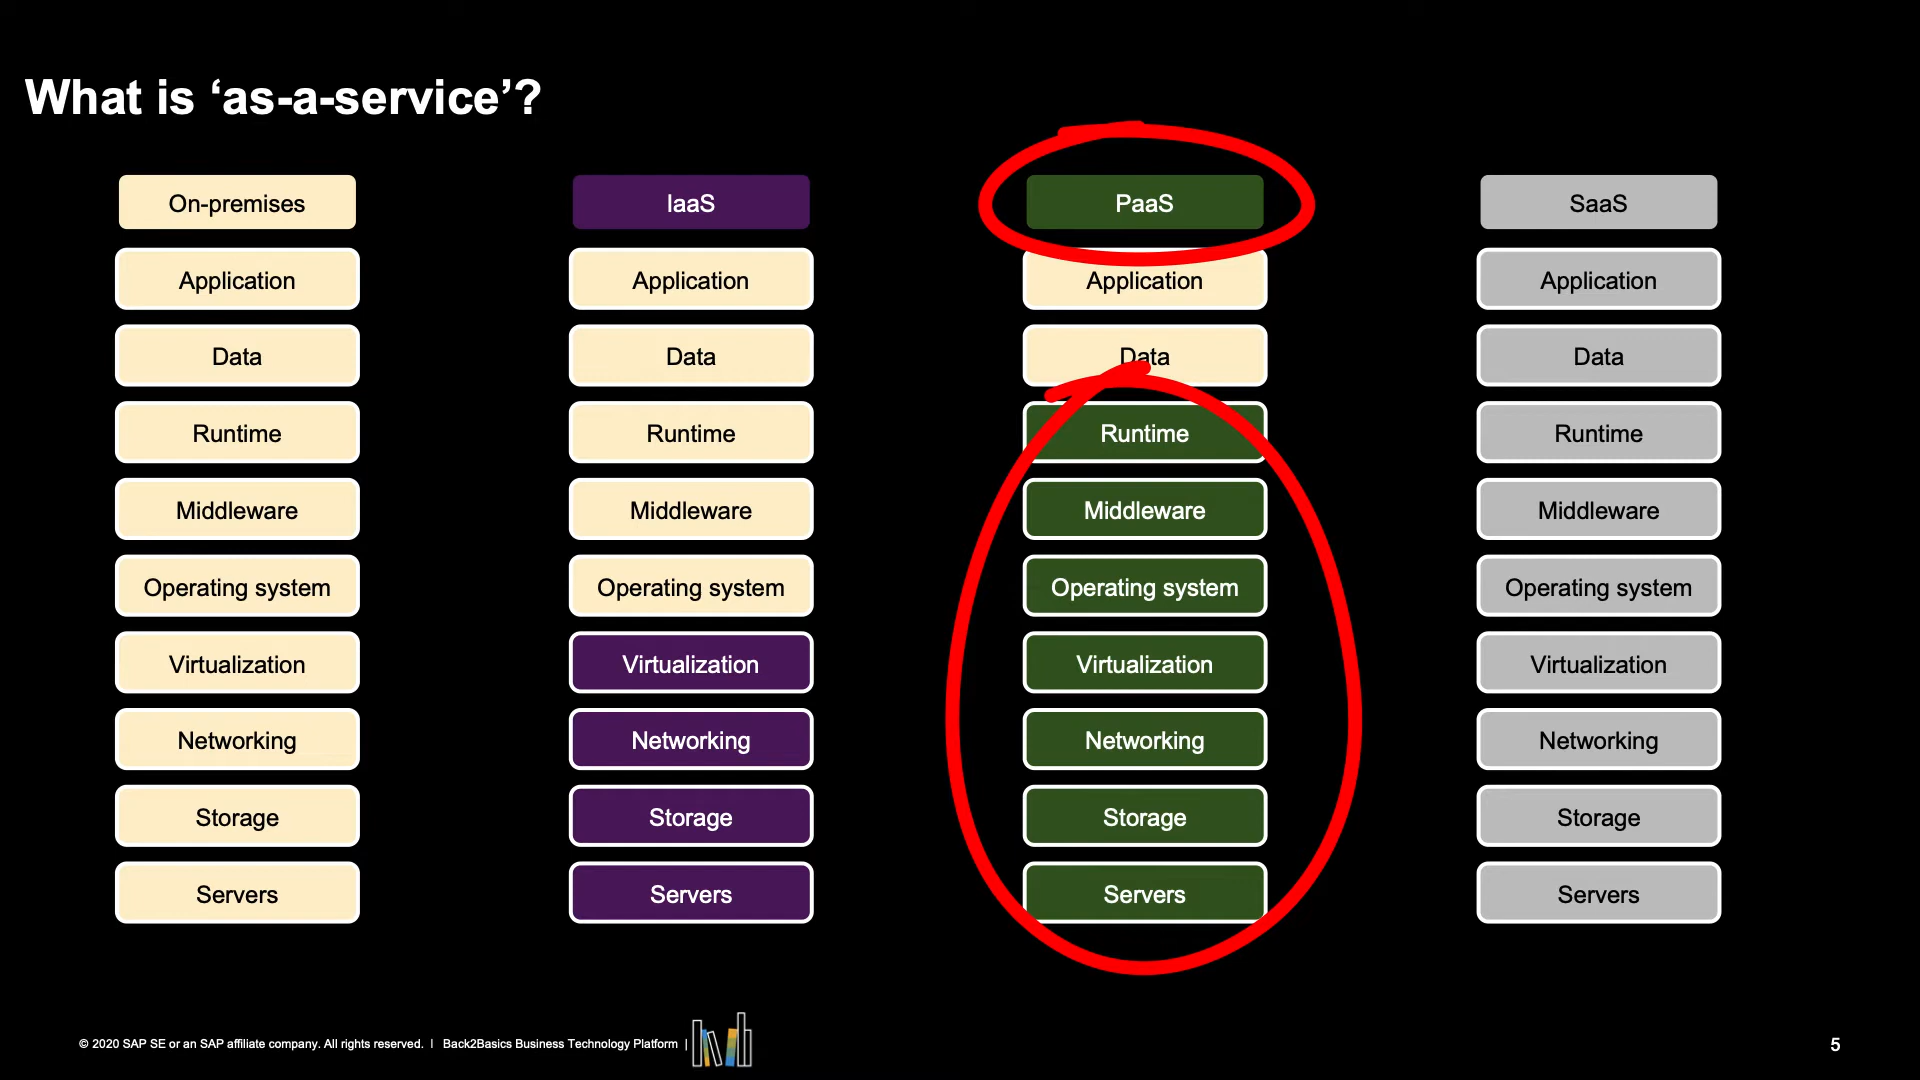 What is ‘as-a-service’?
On-premises
Application
Data
Runtime
Middleware
Operating system
Virtualization
Networking
Storage
Servers
IaaS
Application
Data
Runtime
Middleware
Operating system
Virtualization
Networking
Storage
Servers
PaaS
Application
Data
Runtime
Middleware
Operating system
Virtualization
Networking
Storage
Servers
SaaS
Application
Data
Runtime
Middleware
Operating system
Virtualization
Networking
Storage
Servers
© 2020 SAP SE or an SAP affiliate company. All rights reserved. | Back2Basics Business Technology Platform |
5